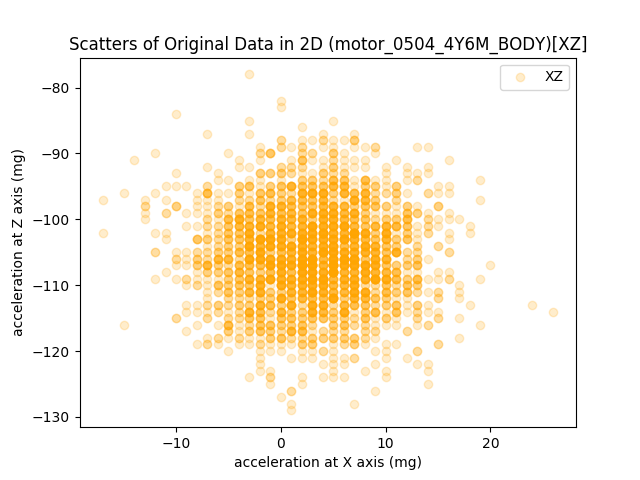 Scatters of Original Data in 2D (motor_0504_4Y6M_BODY)[XZ]
XZ
acceleration at Z axis (mg)
−80
−90
−100
−110
−120
−130
−10
0
10
20
acceleration at X axis (mg)